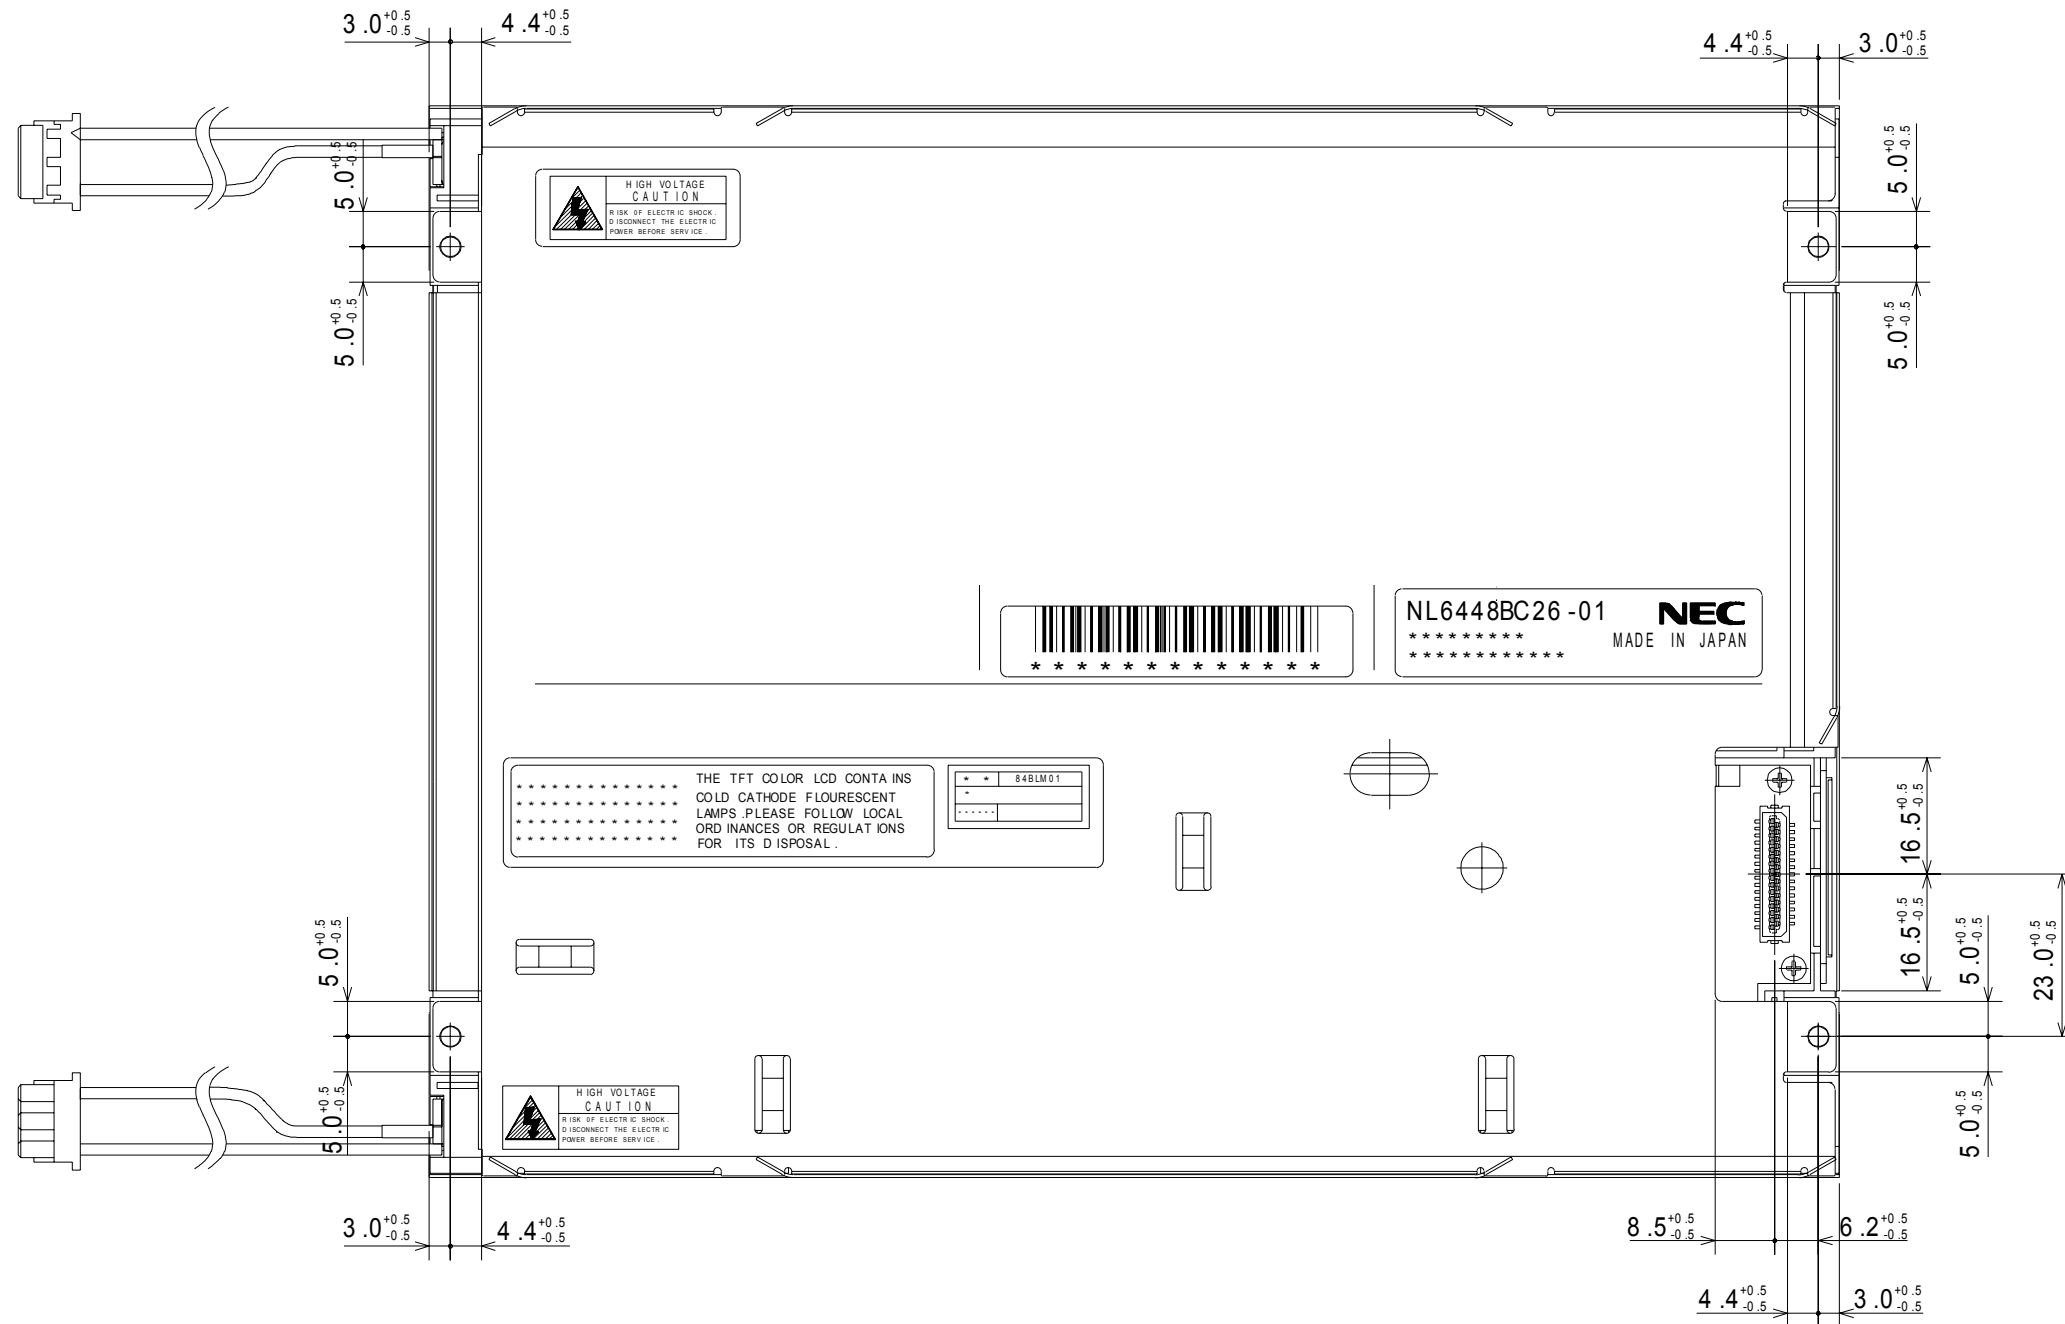 3.0+0.5-0.5
4.4+0.5-0.5
4.4+0.5-0.5
3.0+0.5-0.5
5.0+0.5-0.5
5.0+0.5-0.5
HIGH VOLTAGE
CAUTION
RISK OF ELECTRIC SHOCK.
DISCONNECT THE ELECTRIC
POWER BEFORE SERVICE.
5.0+0.5-0.5
5.0+0.5-0.5
NL6448BC26-01
NEC
*********
MADE IN JAPAN
************
*************
**************
**************
**************
**************
THE TFT COLOR LCD CONTAINS
COLD CATHODE FLOURESCENT
LAMPS.PLEASE FOLLOW LOCAL
ORDINANCES OR REGULATIONS
FOR ITS DISPOSAL.
* *
84BLM01
*
------
16.5+0.5-0.5
16.5+0.5-0.5
5.0+0.5-0.5
5.0+0.5-0.5
23.0+0.5-0.5
5.0+0.5-0.5
5.0+0.5-0.5
HIGH VOLTAGE
CAUTION
RISK OF ELECTRIC SHOCK.
DISCONNECT THE ELECTRIC
POWER BEFORE SERVICE.
3.0+0.5-0.5
4.4+0.5-0.5
8.5+0.5-0.5
6.2+0.5-0.5
4.4+0.5-0.5
3.0+0.5-0.5